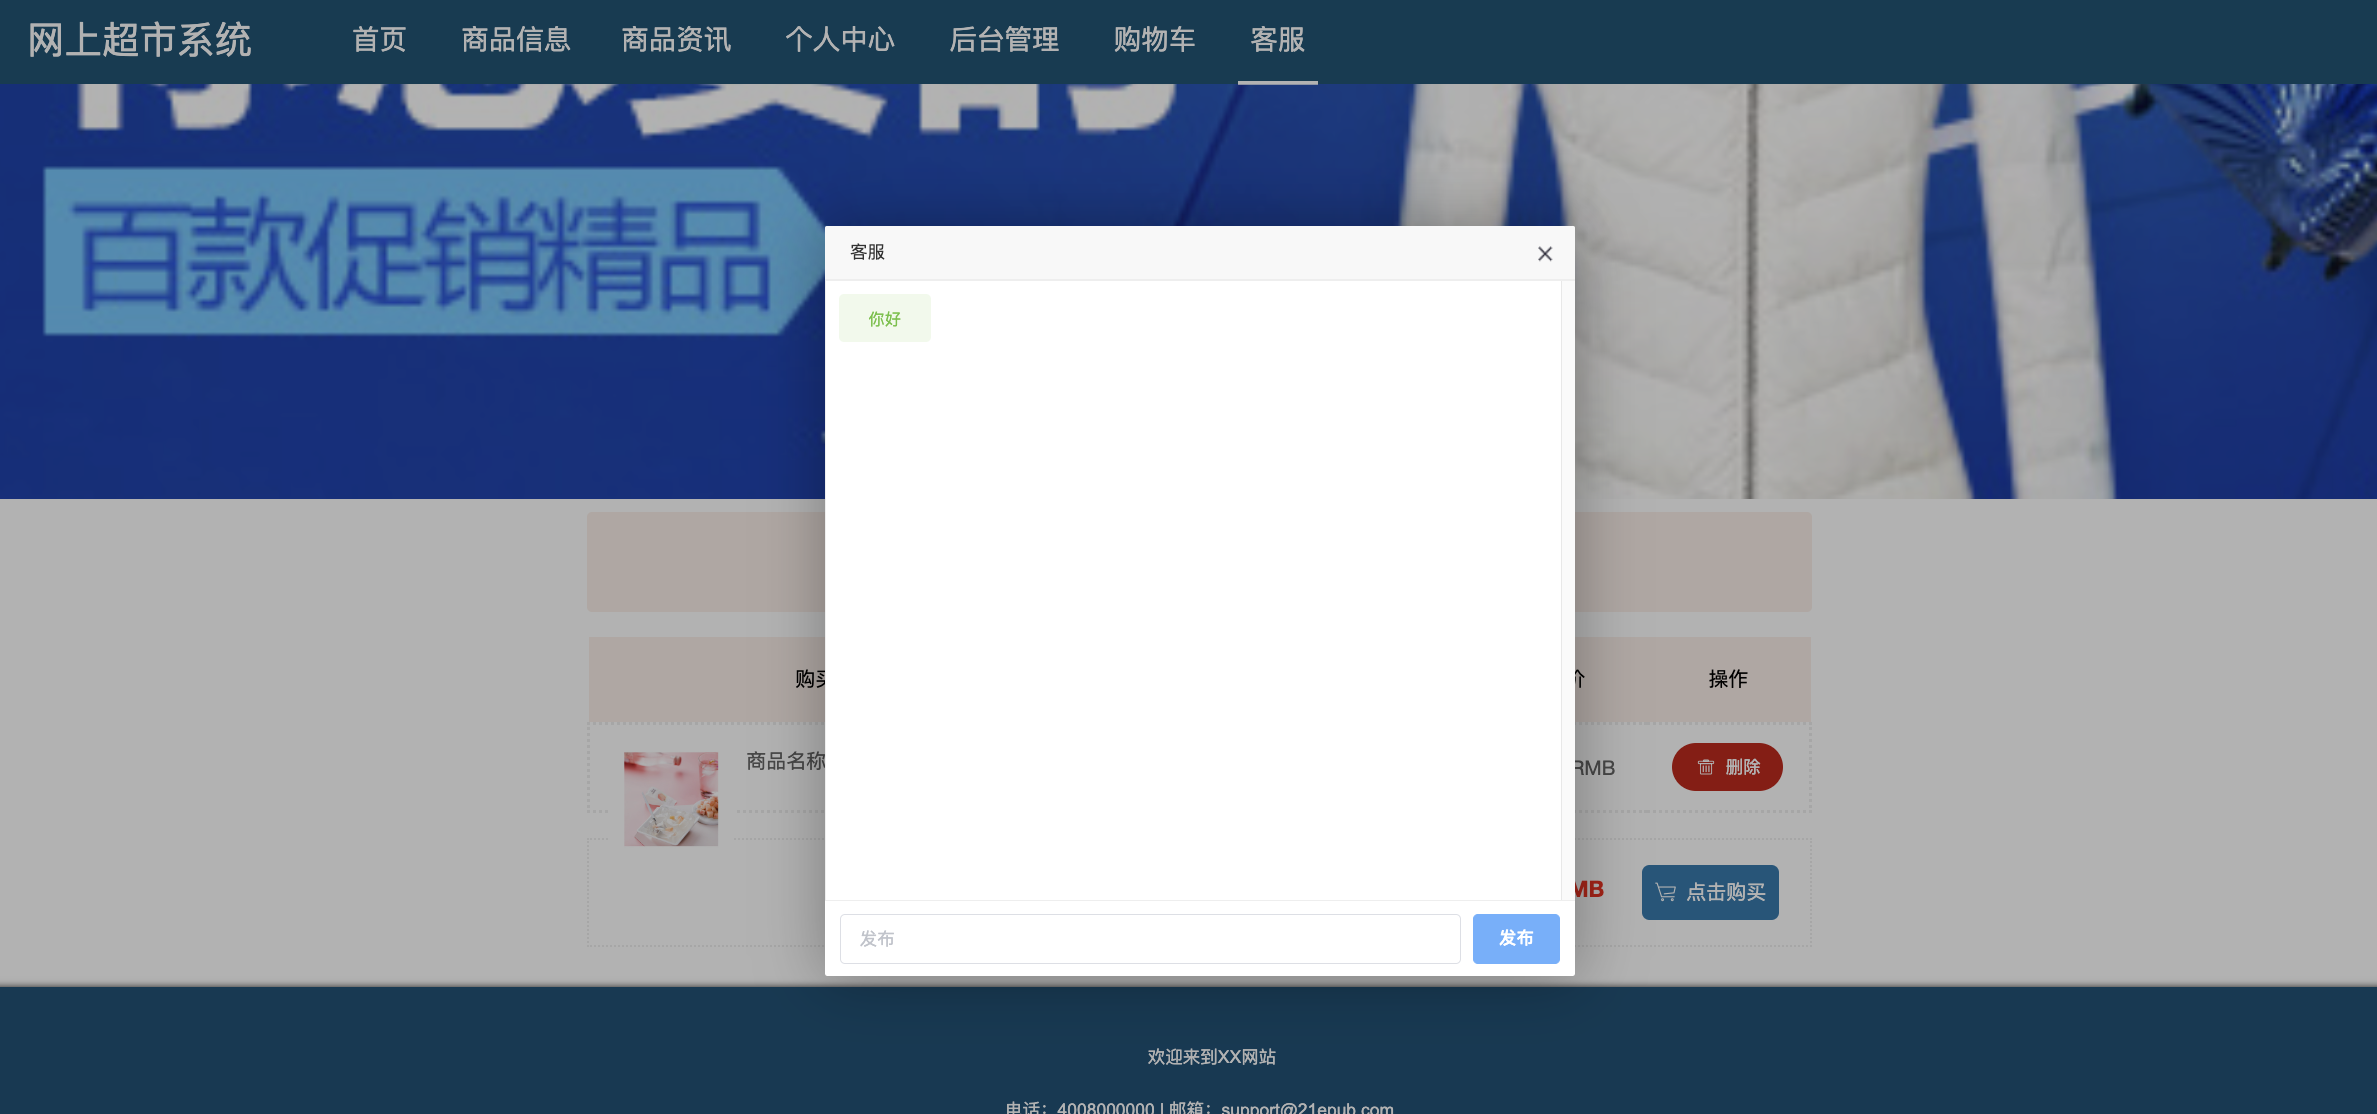 网上超市系统 首页 商品信息 商品资讯 个人中心 后台管理 购物车 客服
百款促销精品
客服
你好
操作
商品名称
RMB
删除
MB
点击购买
发布
发布
欢迎来到XX网站
电话：4008000000 | 邮箱：support@21epub.com